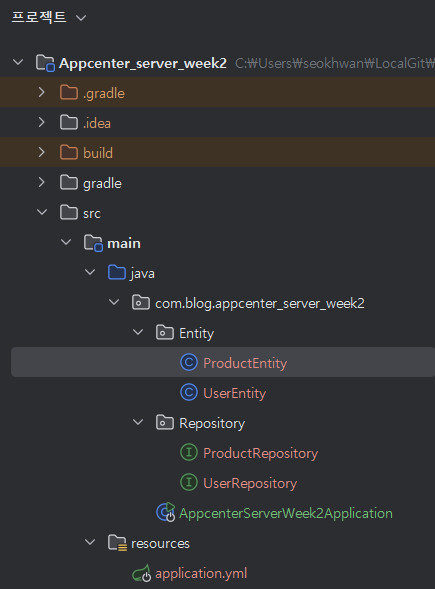 프로젝트
Appcenter_server_week2 C:₩Users₩seokhwan₩LocalGit₩
.gradle
.idea
build
gradle
src
main
java
com.blog.appcenter_server_week2
Entity
ProductEntity
UserEntity
Repository
ProductRepository
UserRepository
AppcenterServerWeek2Application
resources
application.yml